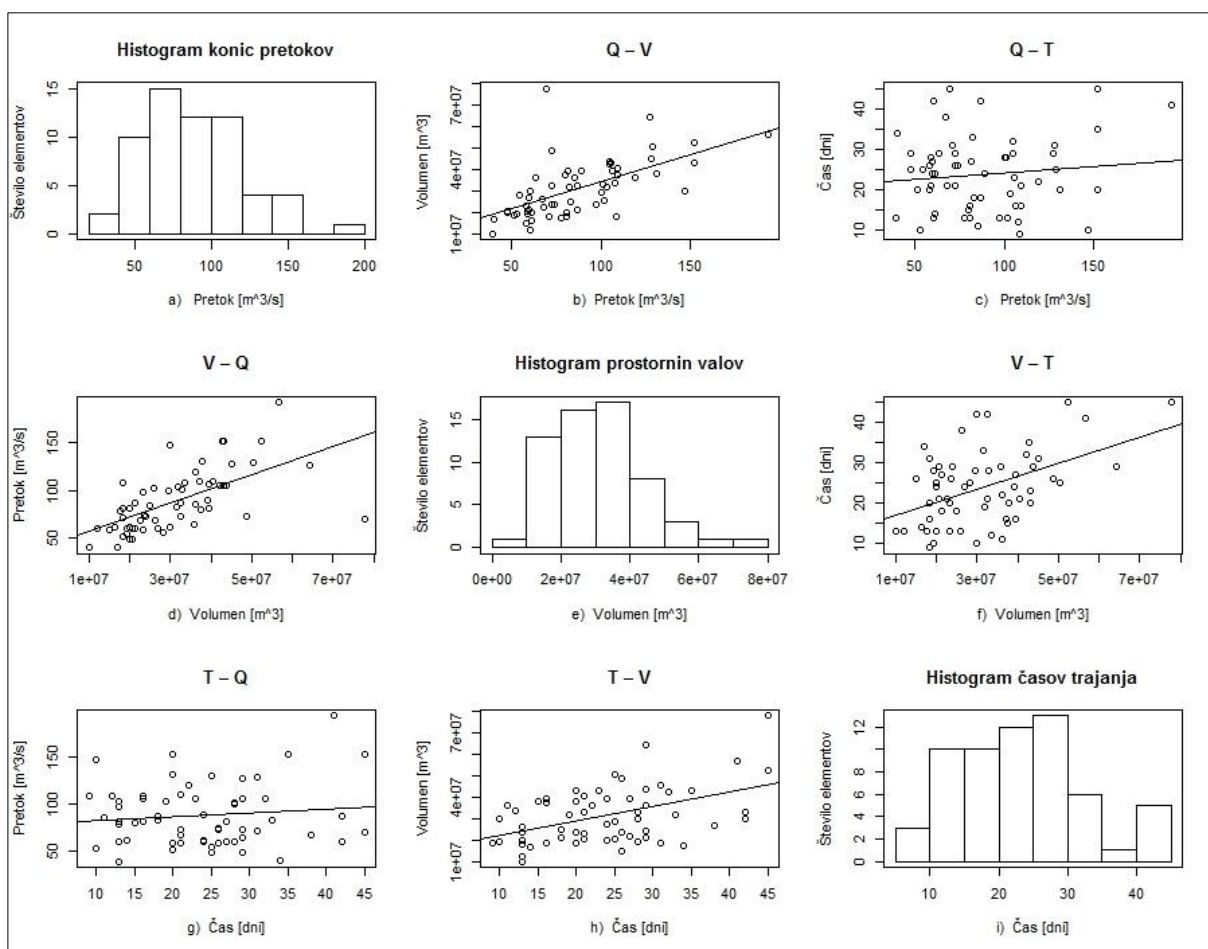 Histogram konic pretokov
Število elementov
0
5
10
15
50
100
150
200
a) Pretok [m^3/s]
Q – V
Volumen [m^3]
1e+07
4e+07
7e+07
50
100
150
b) Pretok [m^3/s]
Q – T
Čas [dni]
10
20
30
40
50
100
150
c) Pretok [m^3/s]
V – Q
Pretok [m^3/s]
50
100
150
1e+07
3e+07
5e+07
7e+07
d) Volumen [m^3]
Histogram prostornin valov
Število elementov
0
5
10
15
0e+00
2e+07
4e+07
6e+07
8e+07
e) Volumen [m^3]
V – T
Čas [dni]
10
20
30
40
1e+07
3e+07
5e+07
7e+07
f) Volumen [m^3]
T – Q
Pretok [m^3/s]
50
100
150
10
15
20
25
30
35
40
45
g) Čas [dni]
T – V
Volumen [m^3]
1e+07
4e+07
7e+07
10
15
20
25
30
35
40
45
h) Čas [dni]
Histogram časov trajanja
Število elementov
0
2
4
6
8
12
10
20
30
40
i) Čas [dni]